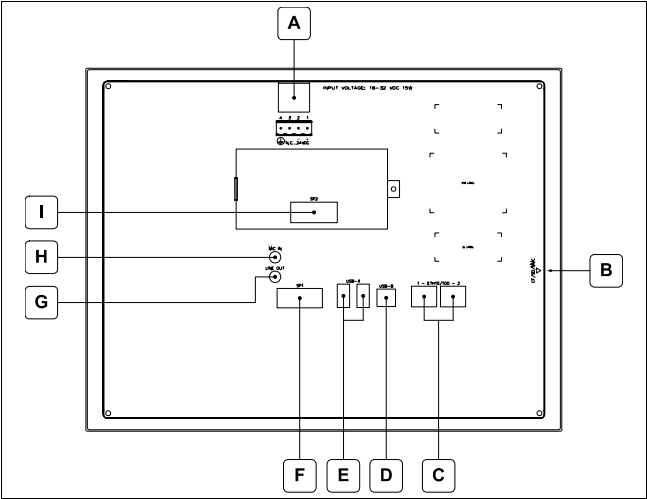 A
INPUT VOLTAGE: 18-32 VDC 15W
4 3 2 1
N.C. 24VDC
I
SP2
H
MIC IN
B
LINE OUT
G
SP1
USB-A
USB-B
1 - ETH10/100 - 2
F
E
D
C